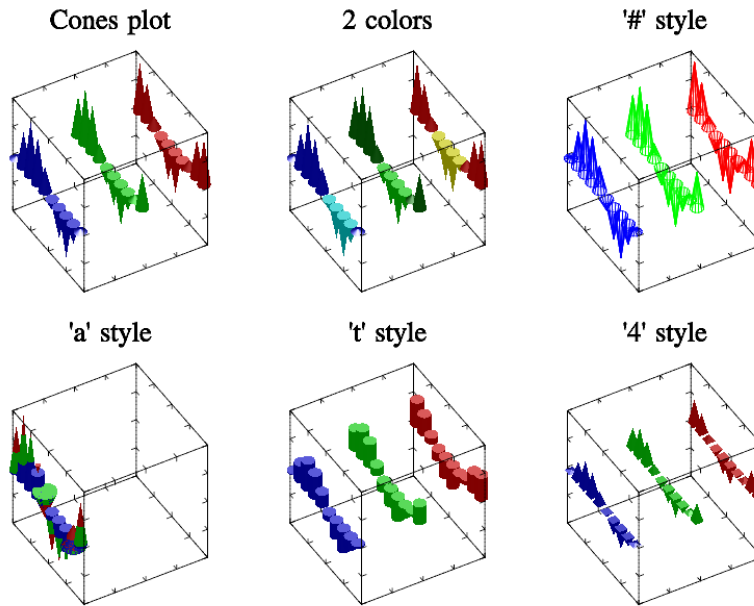 Cones plot
2 colors
'#' style
'a' style
't' style
'4' style